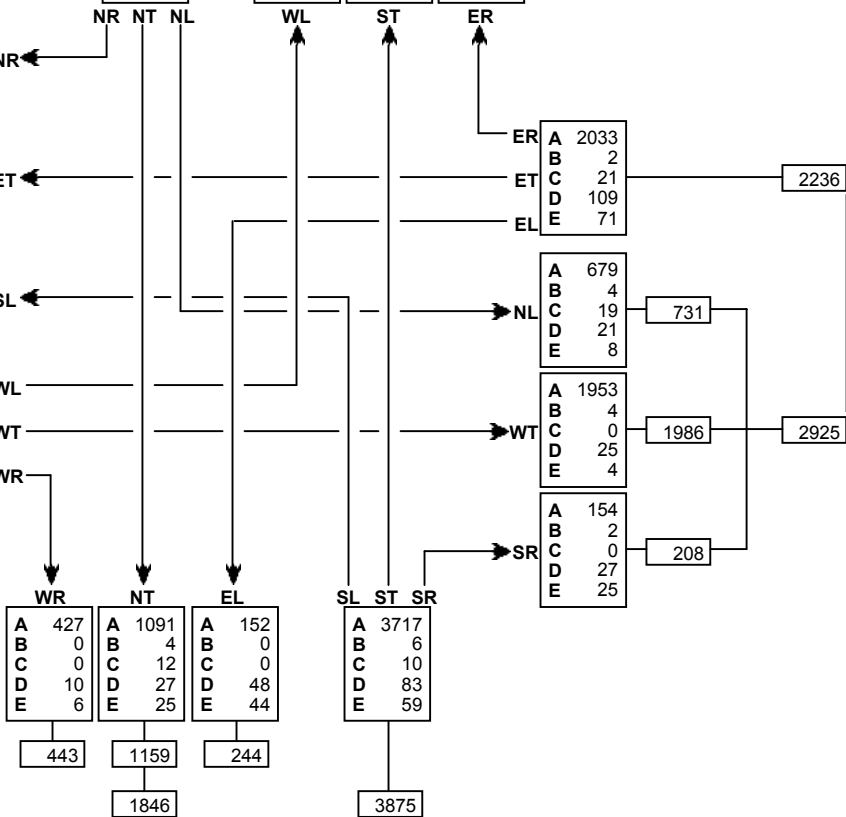 NR NT NL WL ST ER
NR
ER
A 2033
B 2
C 21
D 109
E 71
ET
ET
2236
EL
A 679
B 4
C 19
D 21
E 8
SL
NL
731
WL
A 1953
B 4
C 0
D 25
E 4
WT
WT
1986
2925
WR
A 154
B 2
C 0
D 27
E 25
SR
208
WR NT EL SL ST SR
A 427
B 0
C 0
D 10
E 6
A 1091
B 4
C 12
D 27
E 25
A 152
B 0
C 0
D 48
E 44
A 3717
B 6
C 10
D 83
E 59
443
1159
244
1846
3875